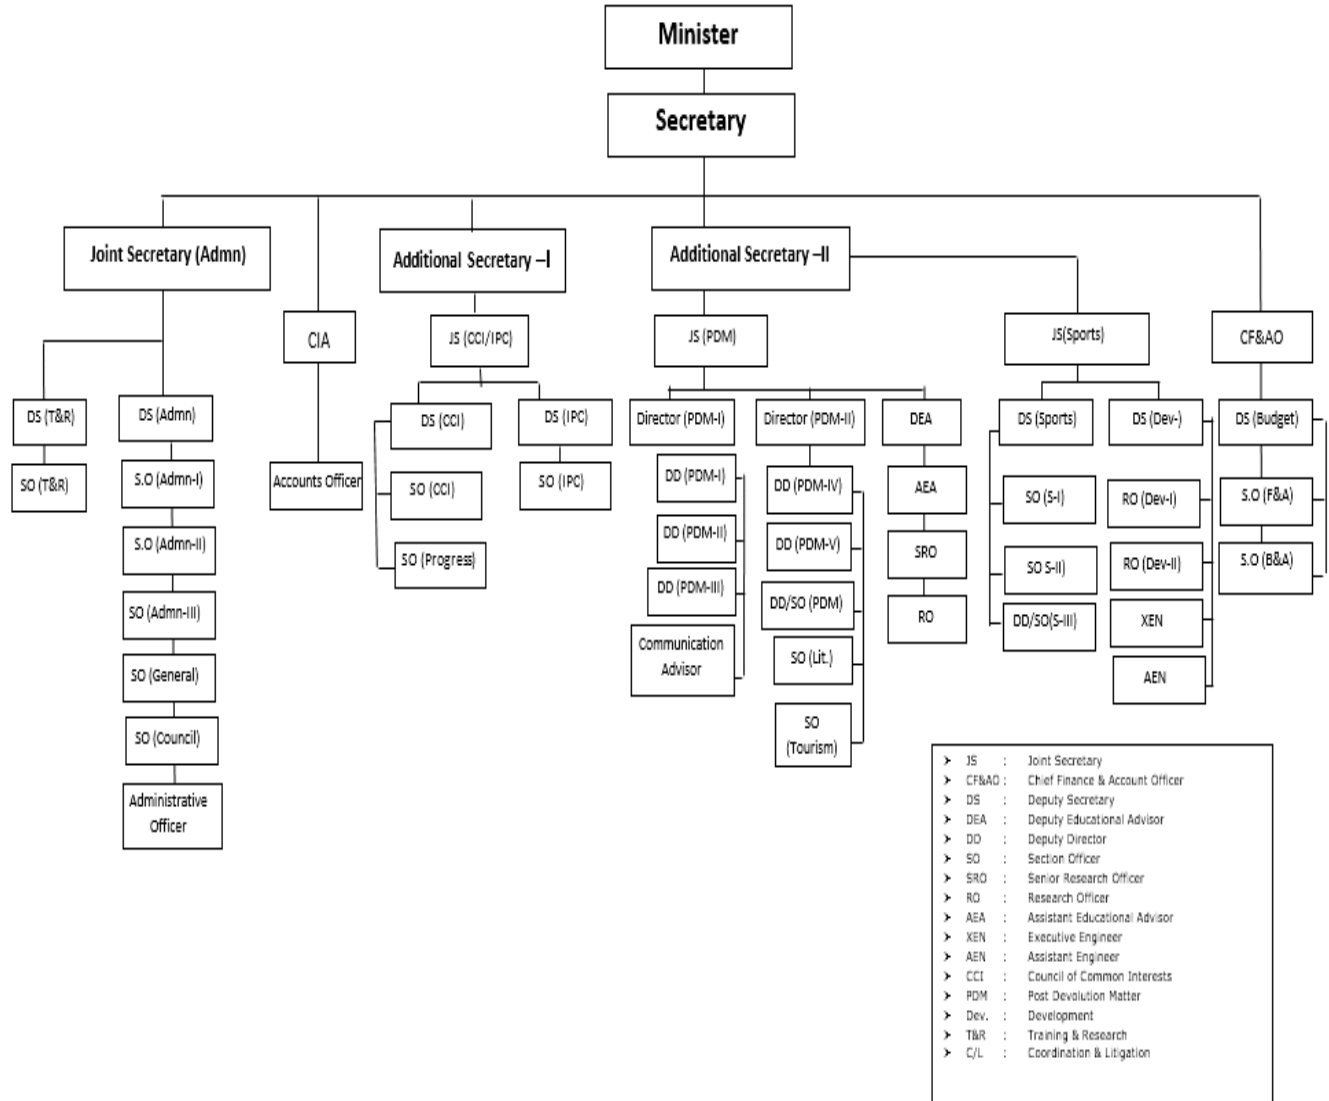 Minister
Secretary
Joint Secretary (Admn)
CIA
Additional Secretary –I
Additional Secretary –II
JS (CCI/IPC)
JS (PDM)
JS(Sports)
CF&AO
DS (T&R)
DS (Admn)
DS (CCI)
DS (IPC)
Director (PDM-I)
Director (PDM-II)
DEA
DS (Sports)
DS (Dev-)
DS (Budget)
SO (T&R)
S.O (Admn-I)
Accounts Officer
SO (CCI)
SO (IPC)
DD (PDM-I)
DD (PDM-IV)
AEA
SO (S-I)
RO (Dev-I)
S.O (F&A)
S.O (Admn-II)
SO (Progress)
DD (PDM-II)
DD (PDM-V)
SRO
SO S-II)
RO (Dev-II)
S.O (B&A)
SO (Admn-III)
DD (PDM-III)
DD/SO (PDM)
RO
DD/SO(S-III)
XEN
SO (General)
Communication
Advisor
SO (Lit.)
AEN
SO (Council)
SO
(Tourism)
Administrative
Officer
➤ JS : Joint Secretary
➤ CF&AO : Chief Finance & Account Officer
➤ DS : Deputy Secretary
➤ DEA : Deputy Educational Advisor
➤ DD : Deputy Director
➤ SO : Section Officer
➤ SRO : Senior Research Officer
➤ RO : Research Officer
➤ AEA : Assistant Educational Advisor
➤ XEN : Executive Engineer
➤ AEN : Assistant Engineer
➤ CCI : Council of Common Interests
➤ PDM : Post Devolution Matter
➤ Dev. : Development
➤ T&R : Training & Research
➤ C/L : Coordination & Litigation